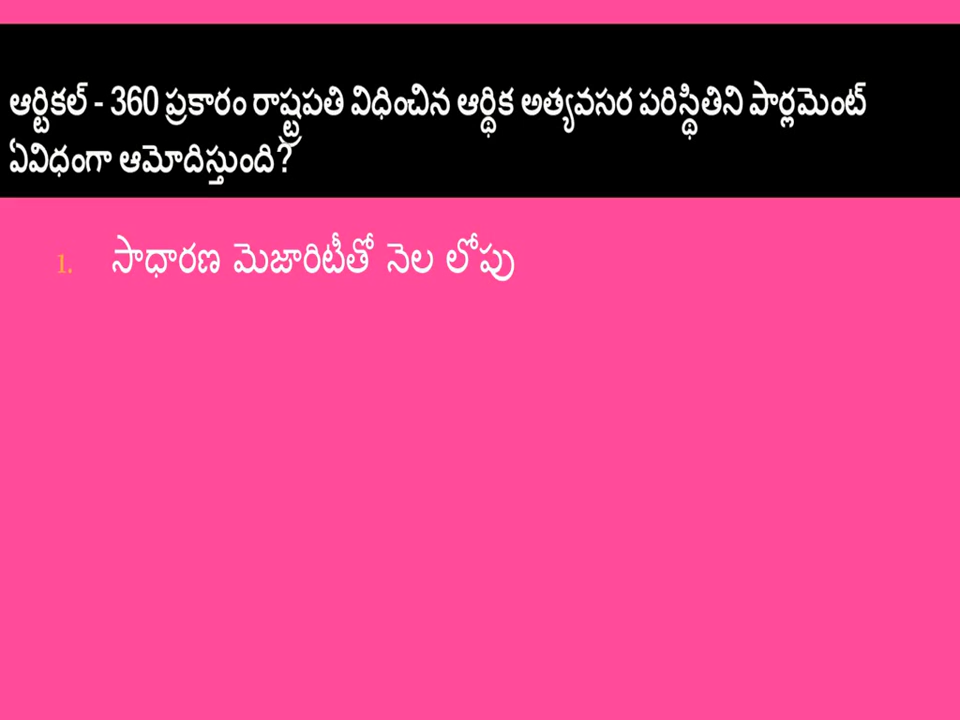 ఆర్టికల్ - 360 ప్రకారం రాష్ట్రపతి విధించిన ఆర్థిక అత్యవసర పరిస్థితిని పార్లమెంట్
ఏవిధంగా ఆమోదిస్తుంది?
1. సాధారణ మెజారిటీతో నెల లోపు